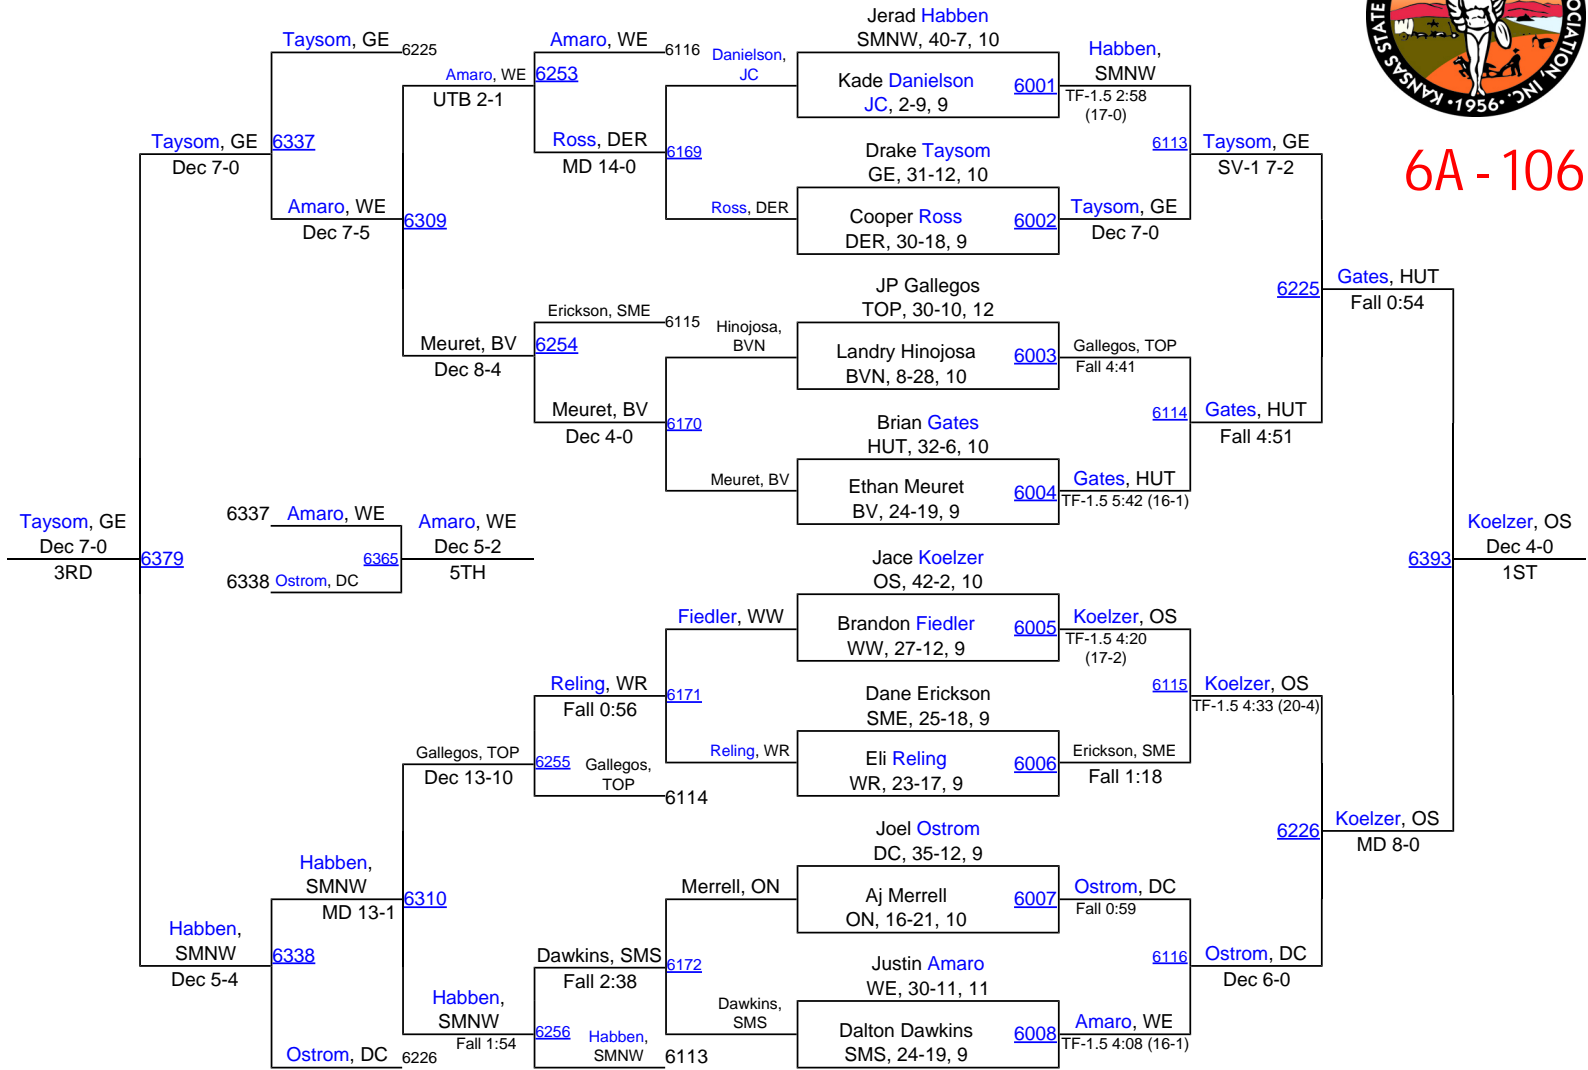 KANSAS STATE
OCIATION, INC.
•1956•
6A - 106
Taysom, GE
6225
Amaro, WE
UTB 2-1
6253
Amaro, WE
6116
Ross, DER
MD 14-0
Taysom, GE
Dec 7-0
6337
Amaro, WE
Dec 7-5
6309
Danielson,
JC
6169
Ross, DER
Meuret, BV
Dec 8-4
6254
Erickson, SME
6115
Meuret, BV
Dec 4-0
Hinojosa,
BVN
6170
Meuret, BV
Jerad Habben
SMNW, 40-7, 10
Kade Danielson
JC, 2-9, 9
6001
Habben,
SMNW
TF-1.5 2:58
(17-0)
Drake Taysom
GE, 31-12, 10
Cooper Ross
DER, 30-18, 9
6002
Taysom, GE
Dec 7-0
6113
Taysom, GE
SV-1 7-2
JP Gallegos
TOP, 30-10, 12
Landry Hinojosa
BVN, 8-28, 10
6003
Gallegos, TOP
Fall 4:41
Brian Gates
HUT, 32-6, 10
Ethan Meuret
BV, 24-19, 9
6004
Gates, HUT
TF-1.5 5:42 (16-1)
6114
Gates, HUT
Fall 4:51
6225
Gates, HUT
Fall 0:54
Taysom, GE
Dec 7-0
3RD
6379
6337
Amaro, WE
6338
Ostrom, DC
6365
Amaro, WE
Dec 5-2
5TH
6393
Koelzer, OS
Dec 4-0
1ST
Jace Koelzer
OS, 42-2, 10
Brandon Fiedler
WW, 27-12, 9
6005
Koelzer, OS
TF-1.5 4:20
(17-2)
Dane Erickson
SME, 25-18, 9
Eli Reling
WR, 23-17, 9
6006
Erickson, SME
Fall 1:18
6115
Koelzer, OS
TF-1.5 4:33 (20-4)
Joel Ostrom
DC, 35-12, 9
Aj Merrell
ON, 16-21, 10
6007
Ostrom, DC
Fall 0:59
Justin Amaro
WE, 30-11, 11
Dalton Dawkins
SMS, 24-19, 9
6008
Amaro, WE
TF-1.5 4:08 (16-1)
6116
Ostrom, DC
Dec 6-0
6226
Koelzer, OS
MD 8-0
Fiedler, WW
6171
Reling, WR
Reling, WR
Fall 0:56
6255
Gallegos,
TOP
6114
Gallegos, TOP
Dec 13-10
Habben,
SMNW
MD 13-1
6310
Merrell, ON
6172
Dawkins,
SMS
Dawkins, SMS
Fall 2:38
6256
Habben,
SMNW
6113
Habben,
SMNW
Fall 1:54
Habben,
SMNW
Dec 5-4
6338
Ostrom, DC
6226